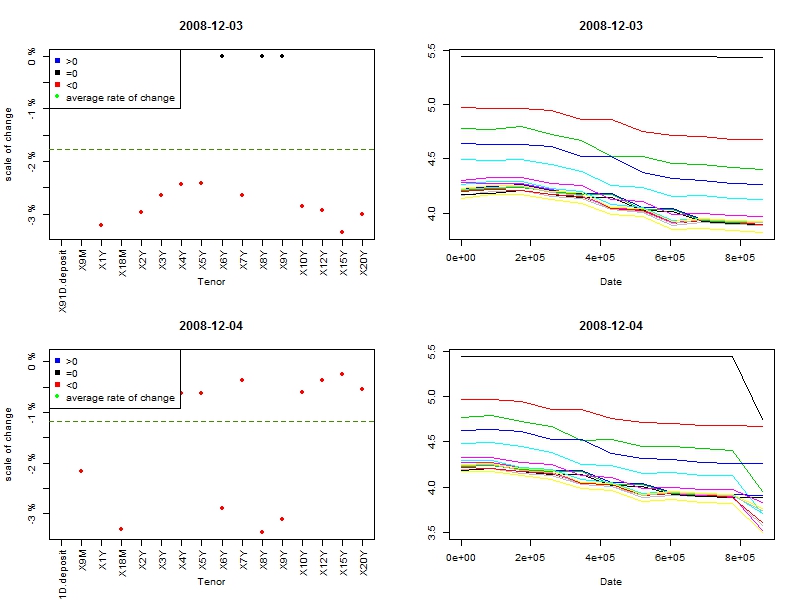 2008-12-03
0 %
-1 %
-2 %
-3 %
scale of change
>0
=0
<0
average rate of change
X91D.deposit
X9M
X1Y
X18M
X2Y
X3Y
X4Y
X5Y
X6Y
X7Y
X8Y
X9Y
X10Y
X12Y
X15Y
X20Y
Tenor
2008-12-03
5.5
5.0
4.5
4.0
0e+00
2e+05
4e+05
6e+05
8e+05
Date
2008-12-04
0 %
-1 %
-2 %
-3 %
scale of change
>0
=0
<0
average rate of change
1D.deposit
X9M
X1Y
X18M
X2Y
X3Y
X4Y
X5Y
X6Y
X7Y
X8Y
X9Y
X10Y
X12Y
X15Y
X20Y
Tenor
2008-12-04
5.5
5.0
4.5
4.0
3.5
0e+00
2e+05
4e+05
6e+05
8e+05
Date